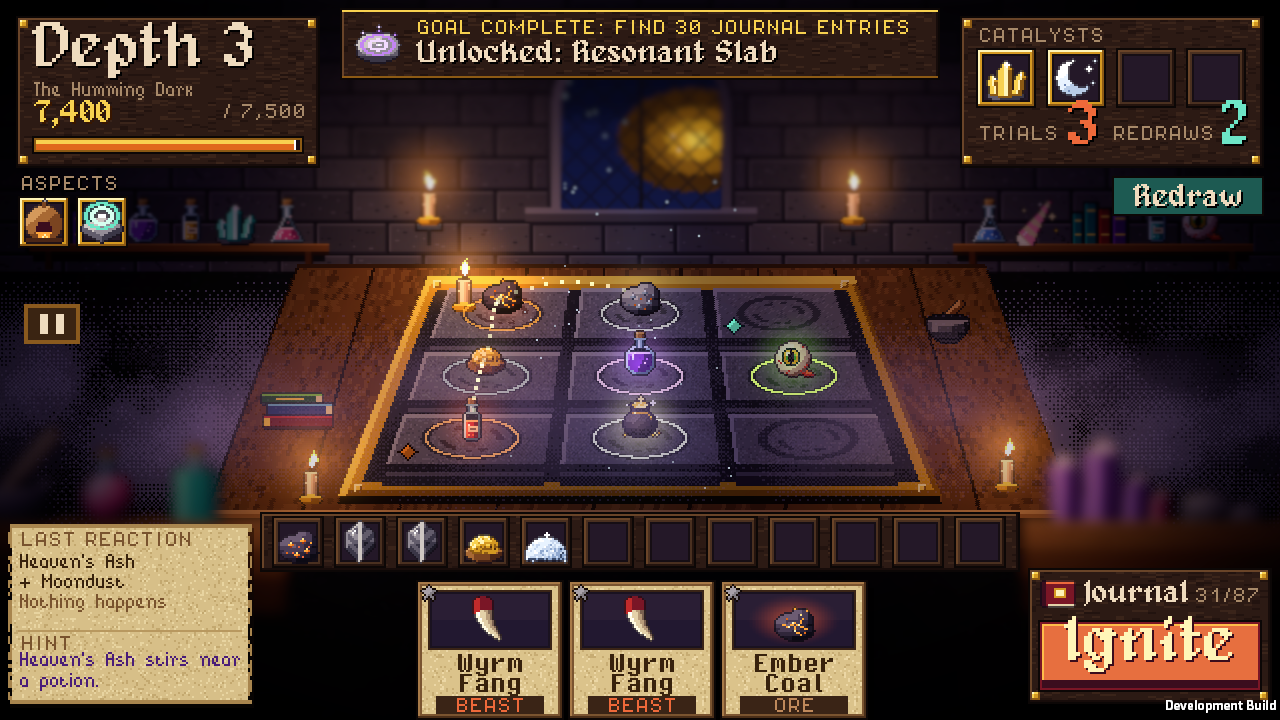 Depth 3
The Humming Dark
7,400 / 7,500
GOAL COMPLETE: FIND 30 JOURNAL ENTRIES
Unlocked: Resonant Slab
CATALYSTS
TRIALS 3 REDRAWS 2
Redraw
ASPECTS
LAST REACTION
Heaven's Ash
+ Moondust
Nothing happens
HINT
Heaven's Ash stirs near
a potion.
Wyrm
Fang
BEAST
Wyrm
Fang
BEAST
Ember
Coal
ORE
Journal 31/87
Ignite
Development Build